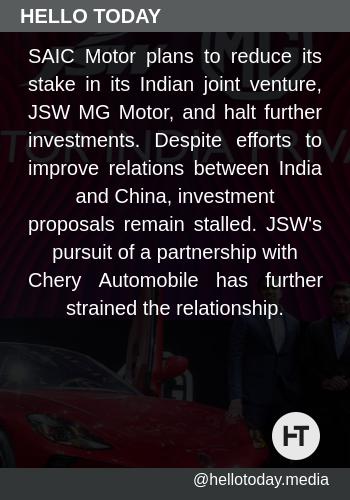 HELLO TODAY
SAIC Motor plans to reduce its
stake in its Indian joint venture,
JSW MG Motor, and halt further
investments. Despite efforts to
improve relations between India
and China, investment
proposals remain stalled. JSW's
pursuit of a partnership with
Chery Automobile has further
strained the relationship.
HT
@hellotoday.media